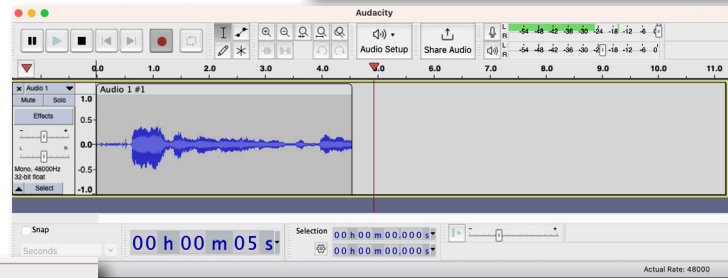 Audacity
Audio Setup
Share Audio
L
R
-54 -48 -42 -36 -30 -24 -18 -12 -6 0
L
R
-54 -48 -42 -36 -30 -24 -18 -12 -6 0
0.0 1.0 2.0 3.0 4.0 5.0 6.0 7.0 8.0 9.0 10.0 11.0
× Audio 1
Audio 1 #1
Mute Solo
Effects
- +
L R
Mono, 48000Hz
32-bit float
Select
1.0
0.5
0.0
-0.5
-1.0
Snap
Seconds
00 h 00 m 05 s
Selection
00 h 00 m 00.000 s
00 h 00 m 00.000 s
- +
Actual Rate: 48000